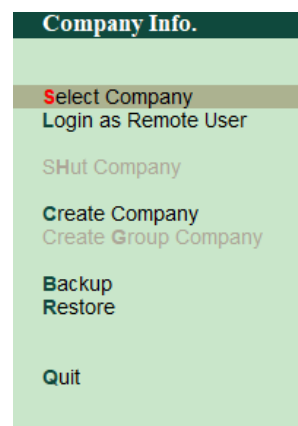 Company Info.
Select Company
Login as Remote User
SHut Company
Create Company
Create Group Company
Backup
Restore
Quit